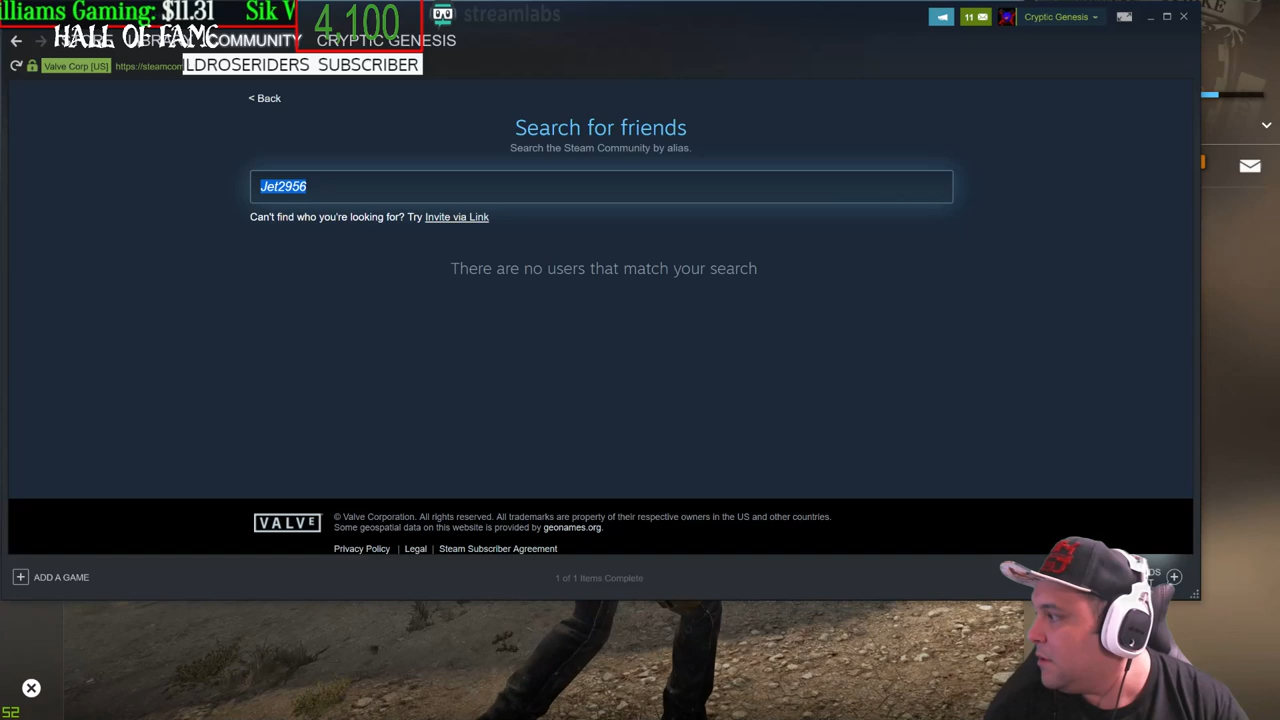 lliams Gaming: $11.31 Sik V
4,100
streamlabs
11
Cryptic Genesis
HALL OF FAME
COMMUNITY
CRYPTIC GENESIS
Valve Corp [US]
https://steamcom
LDROSERIDERS SUBSCRIBER
< Back
Search for friends
Search the Steam Community by alias.
Jet2956
Can't find who you're looking for? Try Invite via Link
There are no users that match your search
VALVE
© Valve Corporation. All rights reserved. All trademarks are property of their respective owners in the US and other countries.
Some geospatial data on this website is provided by geonames.org.
Privacy Policy | Legal | Steam Subscriber Agreement
ADD A GAME
1 of 1 Items Complete
52